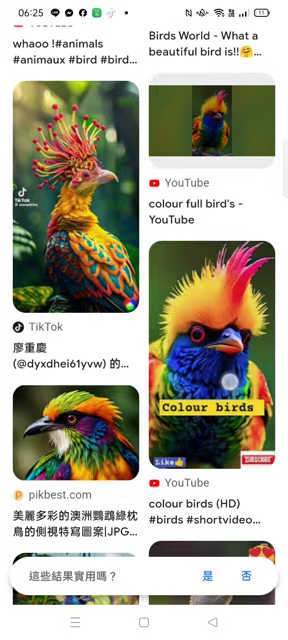 06:25
11
YouTube
whaoo !#animals
#animaux #bird #bird...
TikTok
TikTok
廖重慶
(@dyxdhei61yvw) 的...
pikbest.com
美麗多彩的澳洲鸚鵡綠枕
鳥的側視特寫圖案|JPG...
Birds World - What a
beautiful bird is!!🤗...
YouTube
colour full bird's -
YouTube
Colour birds
Like👍
SUBSCRIBE
YouTube
colour birds (HD)
#birds #shortvideo...
這些結果實用嗎？
是
否